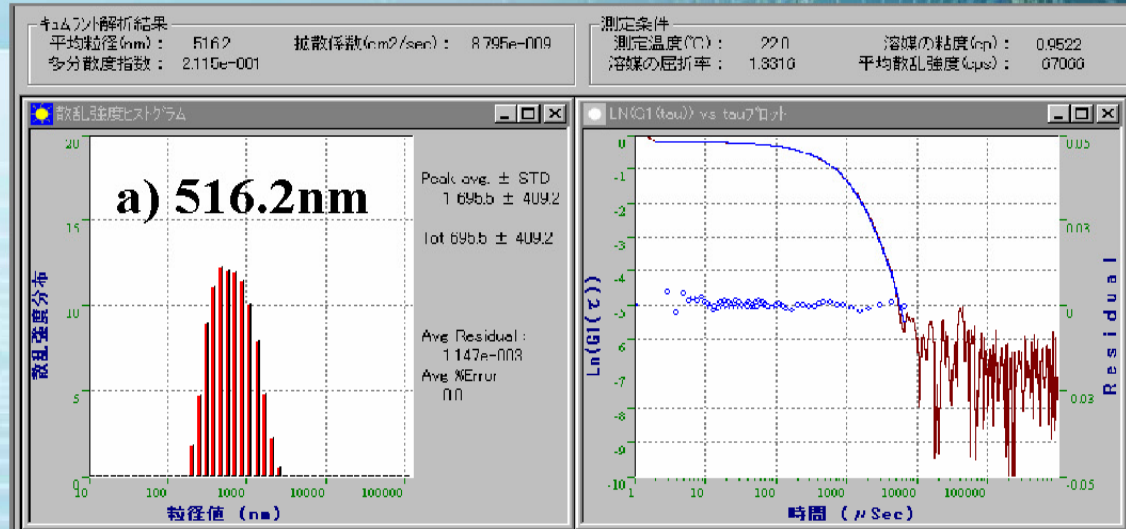 キュムラント解析結果
平均粒径(nm) : 516.2 拡散係数(cm2/sec) : 8.795e-009
多分散度指数 : 2.115e-001
測定条件
測定温度(℃) : 22.0 溶媒の粘度(cp) 0.9522
溶媒の屈折率 : 1.3316 平均散乱強度(cps) :
散乱強度ヒストグラム
20
15
10
5
0
散乱強度分布
a) 516.2nm
10 100 1000 10000 100000
粒径値 (nm)
Peak avg. ± STD
1 695.5 ± 409.2
Tot 695.5 ± 409.2
Avg Residual :
1.147e-003
Avg %Error
0.0
LN(G1(tau)) vs tauプロット
0
-1
-2
-3
-4
-5
-6
-7
-8
-9
-10
Ln(G1(τ))
1 10 100 1000 10000 100000
時間 (μSec)
0.05
0.03
0
-0.03
-0.05
Residual